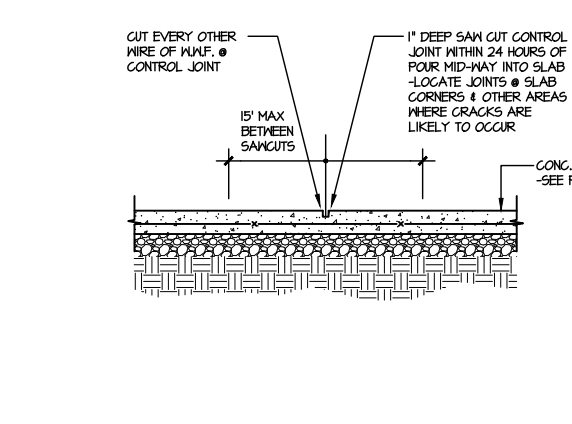 CUT EVERY OTHER
WIRE OF W.W.F. @
CONTROL JOINT
1" DEEP SAW CUT CONTROL
JOINT WITHIN 24 HOURS OF
POUR MID-WAY INTO SLAB
-LOCATE JOINTS @ SLAB
CORNERS & OTHER AREAS
WHERE CRACKS ARE
LIKELY TO OCCUR
15' MAX
BETWEEN
SAWCUTS
CONC.
-SEE